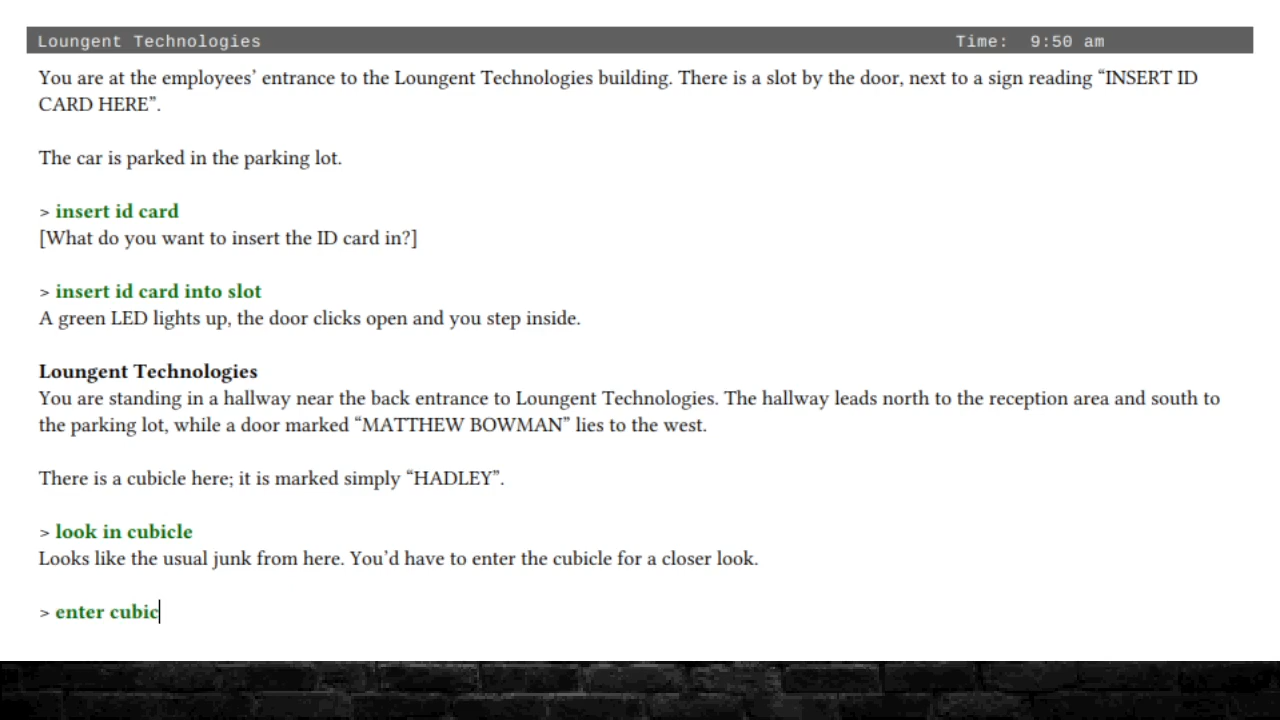 Loungent Technologies Time: 9:50 am
You are at the employees’ entrance to the Loungent Technologies building. There is a slot by the door, next to a sign reading “INSERT ID
CARD HERE”.
The car is parked in the parking lot.
> insert id card
[What do you want to insert the ID card in?]
> insert id card into slot
A green LED lights up, the door clicks open and you step inside.
Loungent Technologies
You are standing in a hallway near the back entrance to Loungent Technologies. The hallway leads north to the reception area and south to
the parking lot, while a door marked “MATTHEW BOWMAN” lies to the west.
There is a cubicle here; it is marked simply “HADLEY”.
> look in cubicle
Looks like the usual junk from here. You’d have to enter the cubicle for a closer look.
> enter cubic